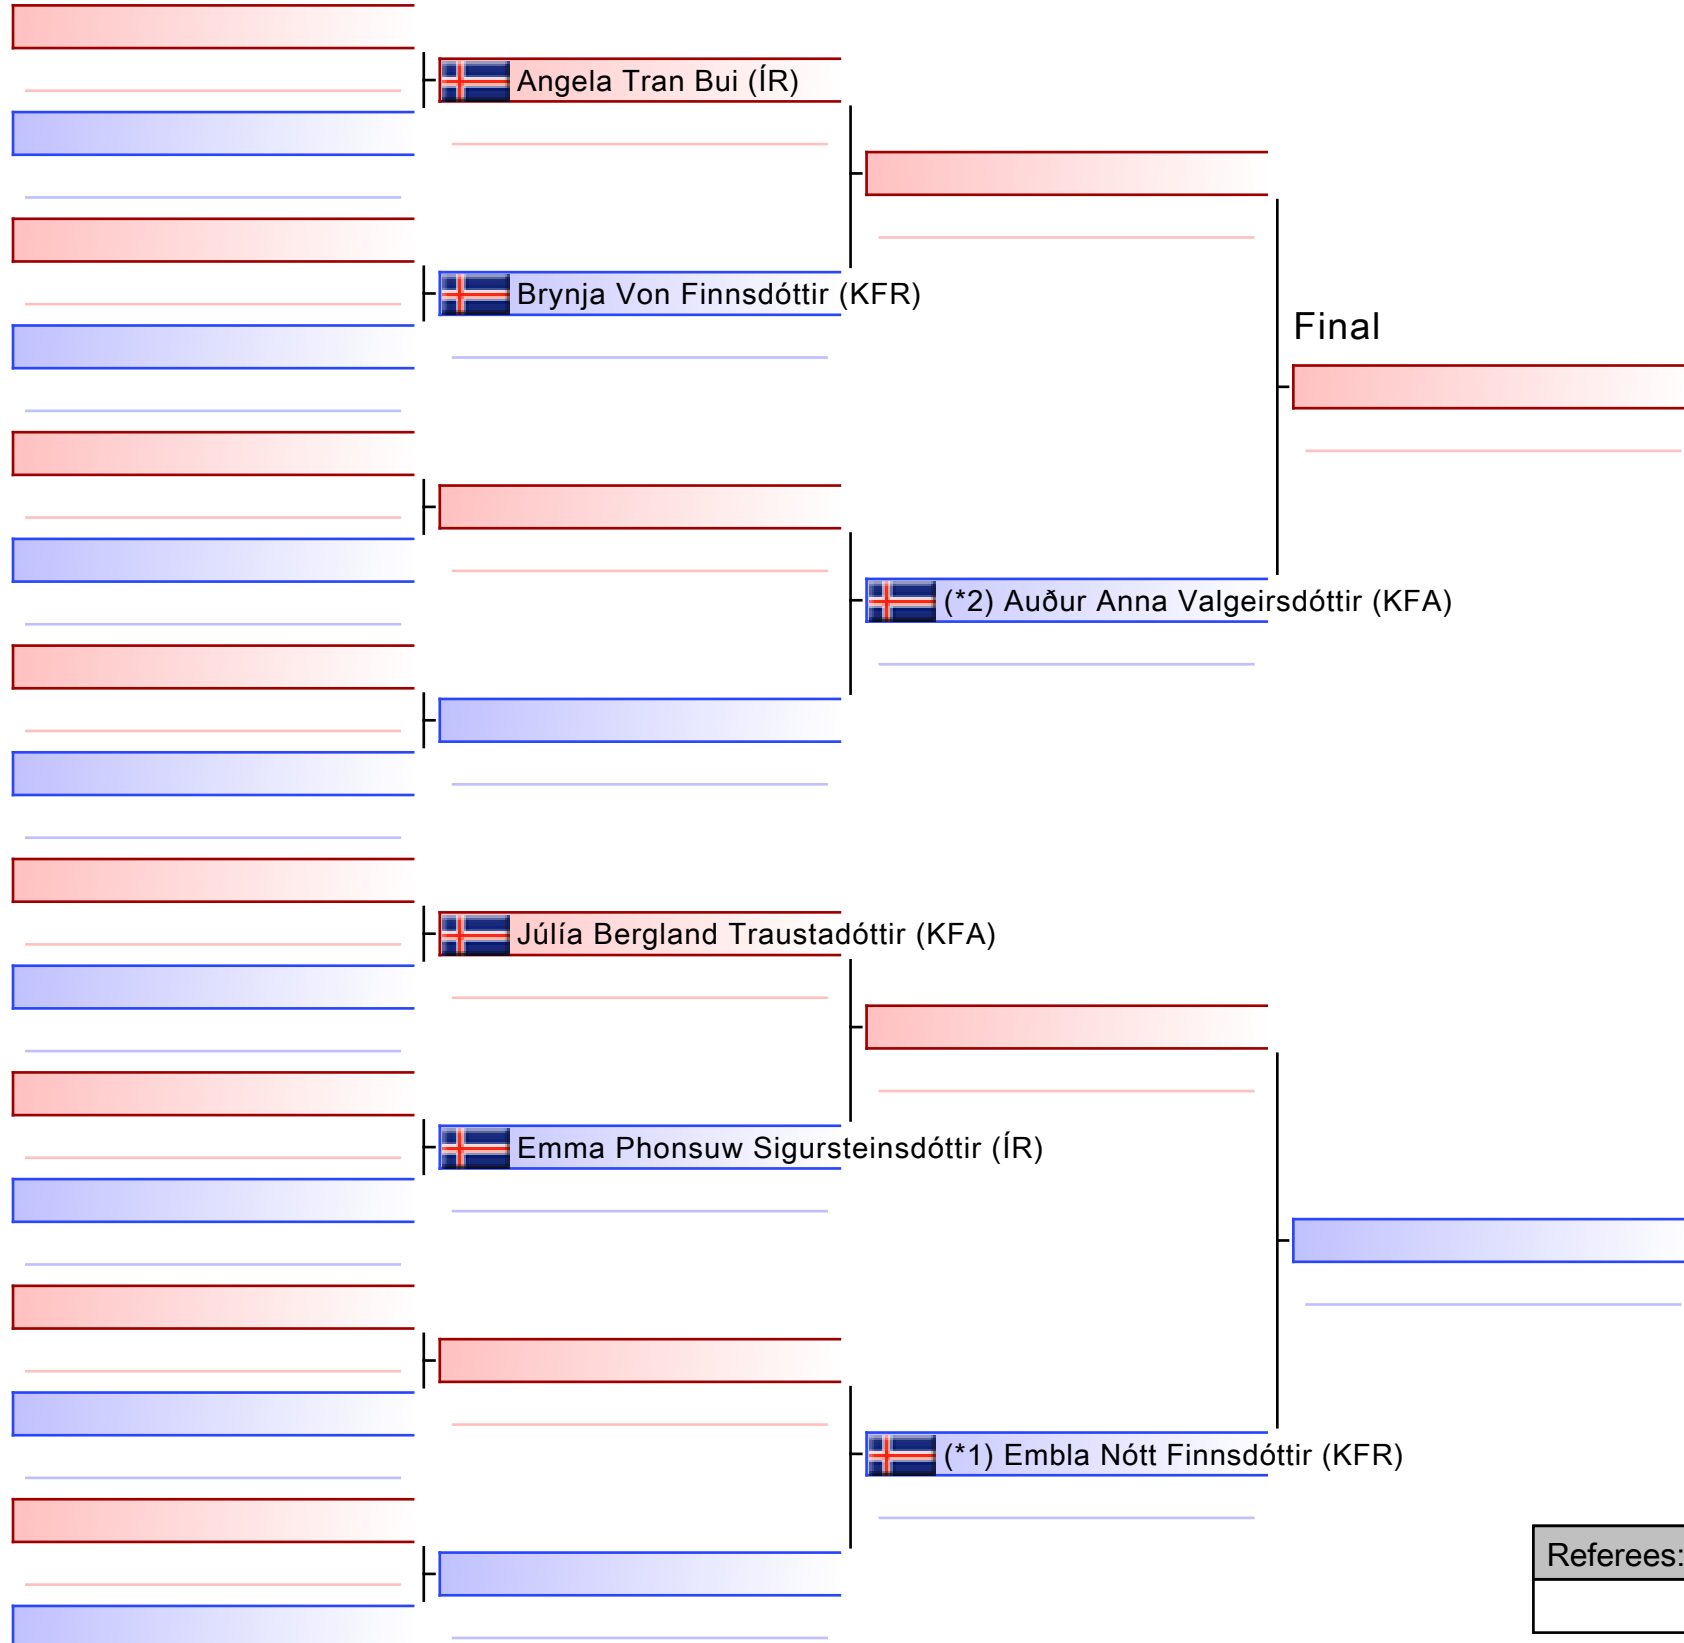 Angela Tran Bui (ÍR)
Brynja Von Finnsdóttir (KFR)
Final
(*2) Auður Anna Valgeirsdóttir (KFA)
Júlía Bergland Traustadóttir (KFA)
Emma Phonsuw Sigursteinsdóttir (ÍR)
(*1) Embla Nótt Finnsdóttir (KFR)
Referees: